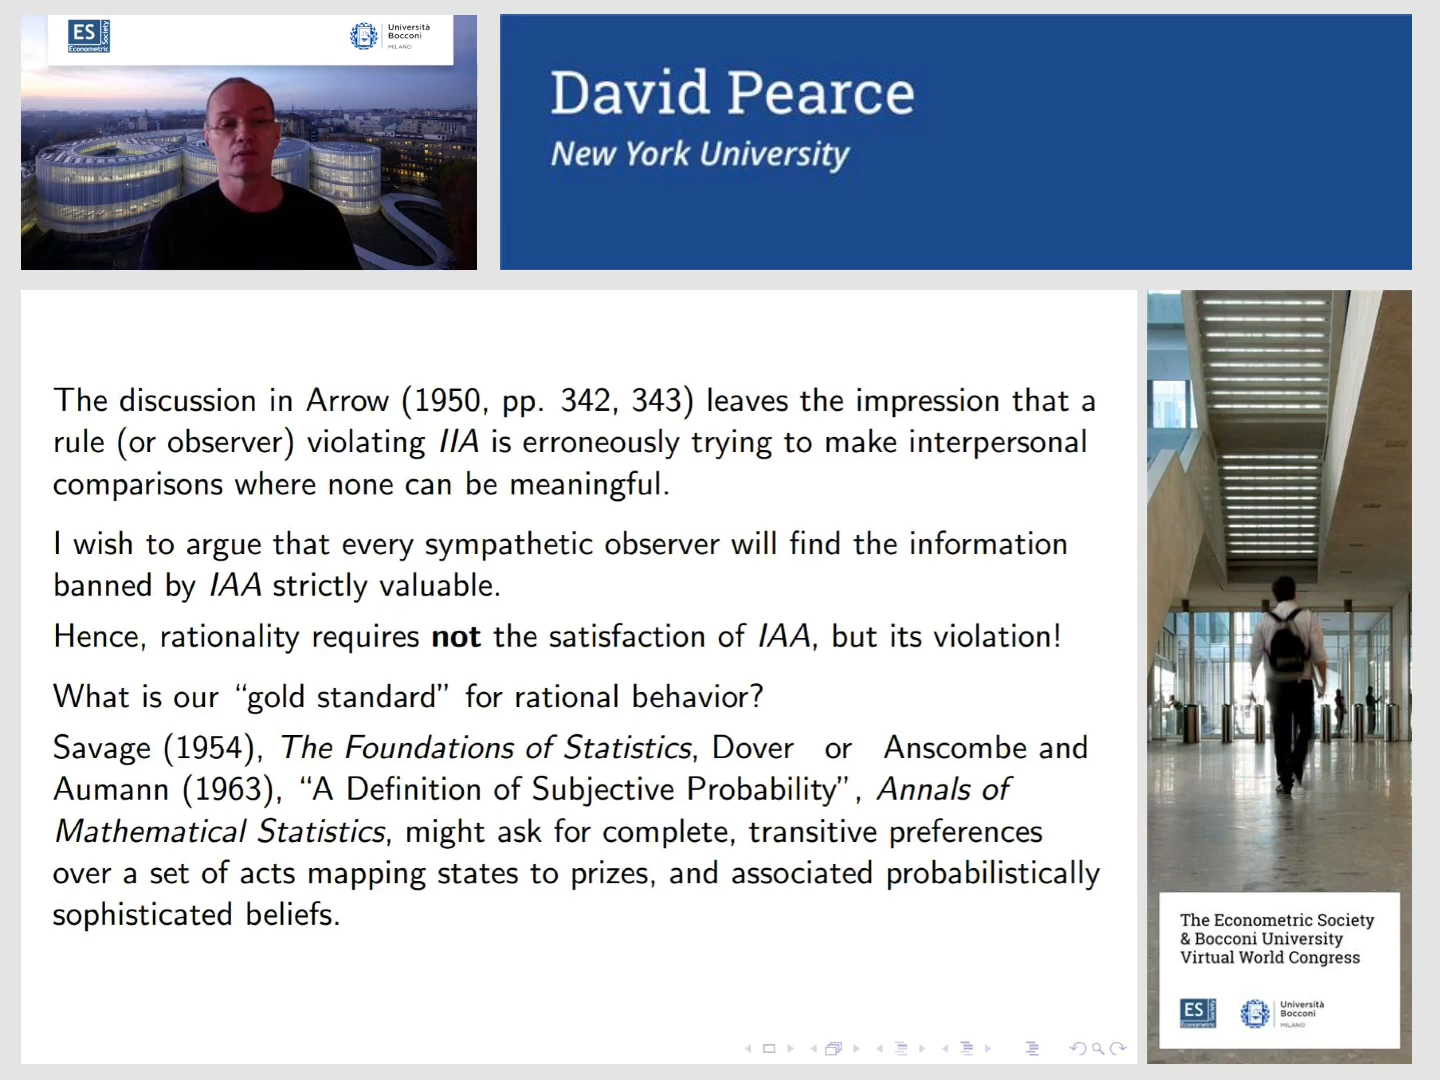 ES
Econometric
Society
Università
Bocconi
MILANO
David Pearce
New York University
The discussion in Arrow (1950, pp. 342, 343) leaves the impression that a
rule (or observer) violating IIA is erroneously trying to make interpersonal
comparisons where none can be meaningful.
I wish to argue that every sympathetic observer will find the information
banned by IAA strictly valuable.
Hence, rationality requires not the satisfaction of IAA, but its violation!
What is our “gold standard” for rational behavior?
Savage (1954), The Foundations of Statistics, Dover or Anscombe and
Aumann (1963), “A Definition of Subjective Probability”, Annals of
Mathematical Statistics, might ask for complete, transitive preferences
over a set of acts mapping states to prizes, and associated probabilistically
sophisticated beliefs.
The Econometric Society
& Bocconi University
Virtual World Congress
ES
Econometric
Society
Università
Bocconi
MILANO